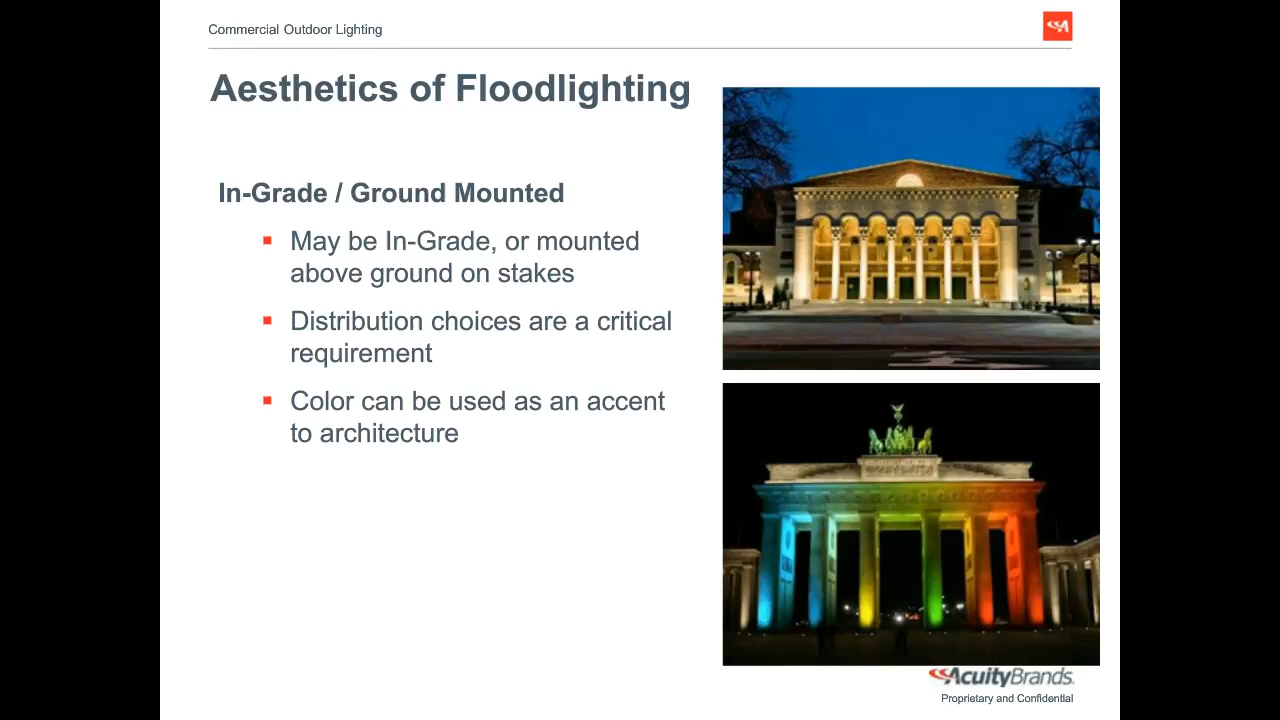 Commercial Outdoor Lighting
Aesthetics of Floodlighting
In-Grade / Ground Mounted
May be In-Grade, or mounted
above ground on stakes
Distribution choices are a critical
requirement
Color can be used as an accent
to architecture
AcuityBrands.
Proprietary and Confidential